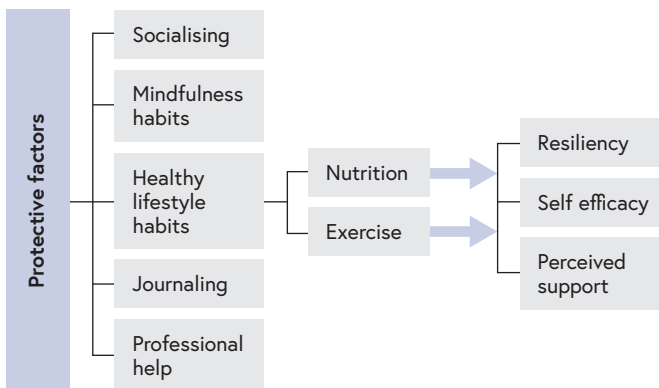 Protective factors
Socialising
Mindfulness
habits
Healthy
lifestyle
habits
Journaling
Professional
help
Nutrition
Exercise
Resiliency
Self efficacy
Perceived
support